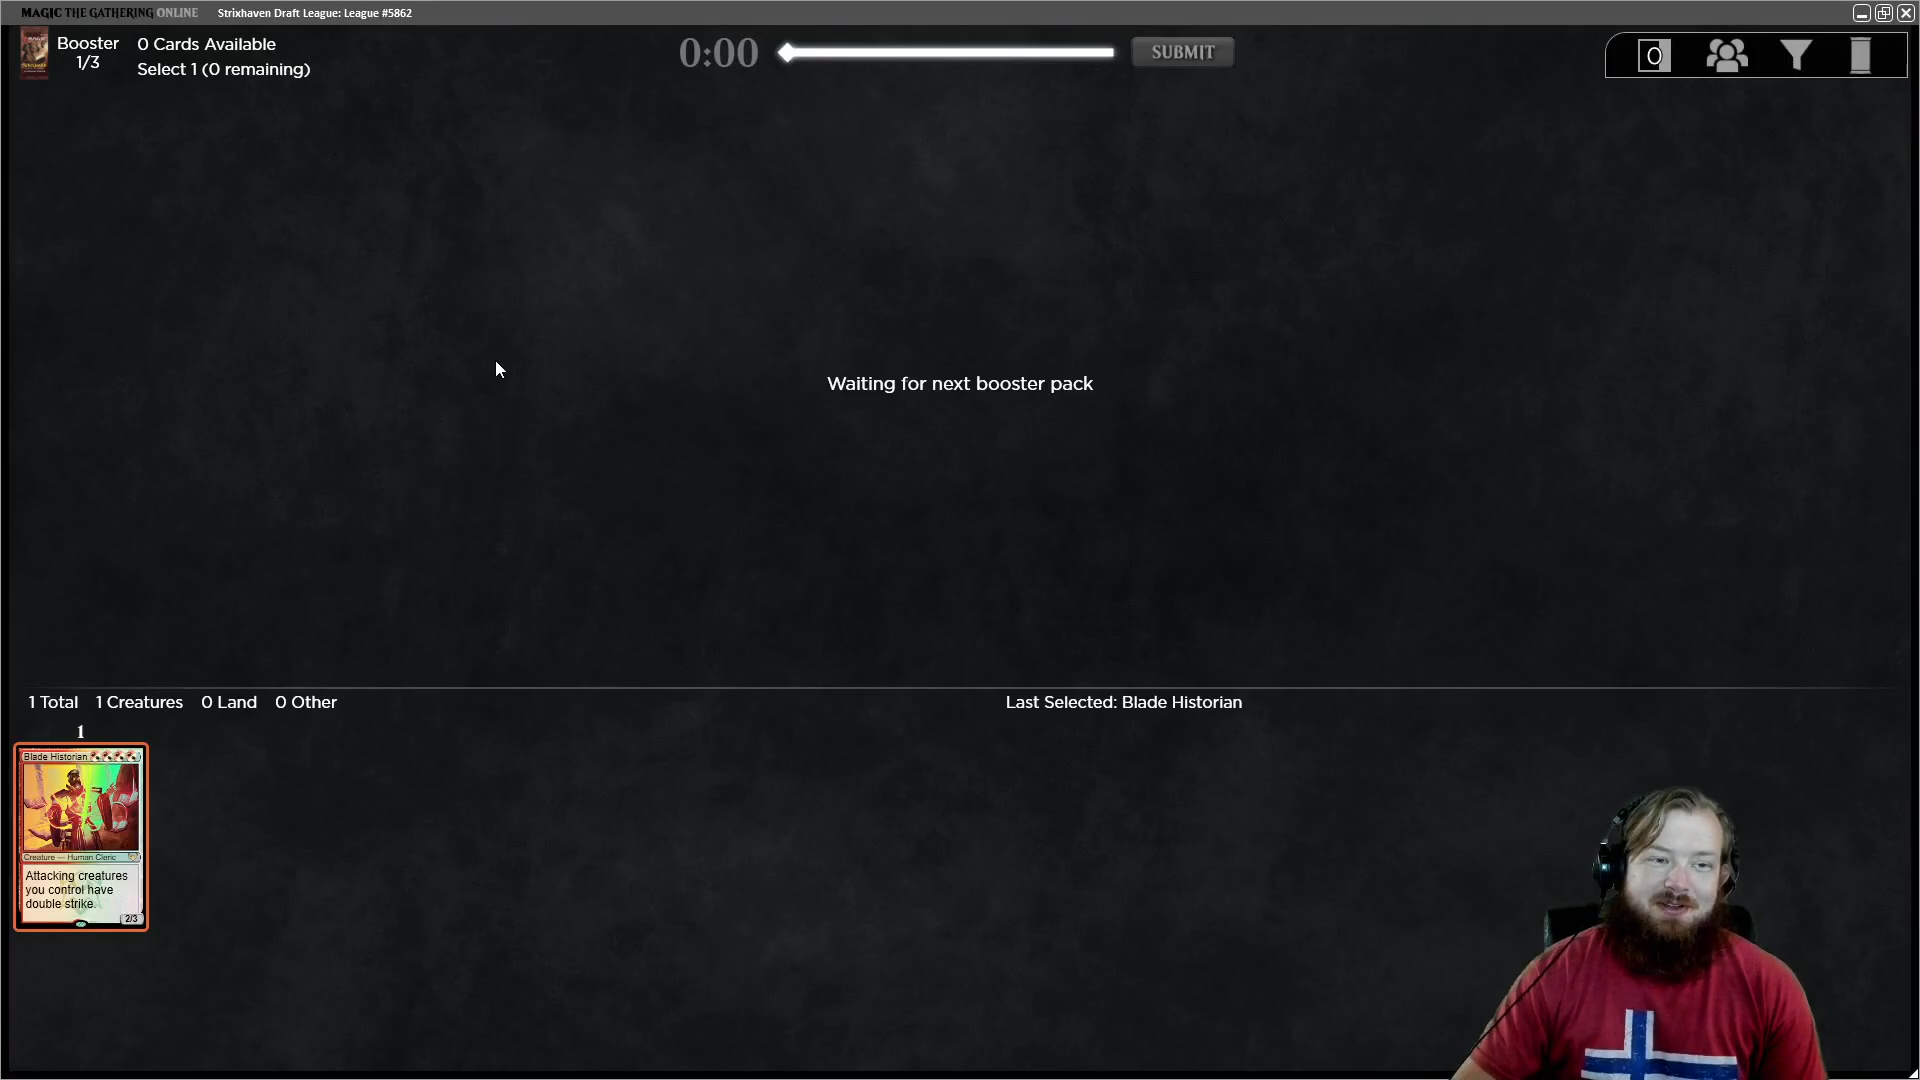 MAGIC THE GATHERING ONLINE
Strixhaven Draft League: League #5862
Booster
1/3
0 Cards Available
Select 1 (0 remaining)
0:00
SUBMIT
0
Waiting for next booster pack
1 Total
1 Creatures
0 Land
0 Other
Last Selected: Blade Historian
1
Blade Historian
Creature — Human Cleric
Attacking creatures
you control have
double strike.
2/3